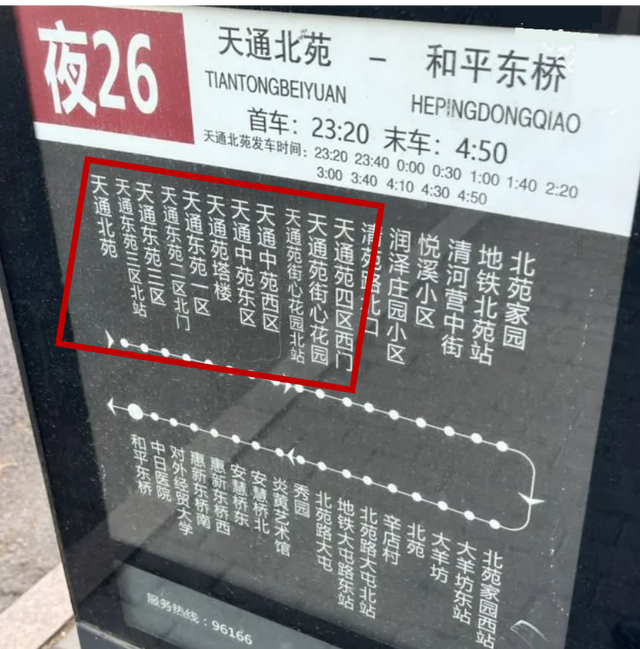 夜26
天通北苑 – 和平东桥
TIANTONGBEIYUAN HEPINGDONGQIAO
首车：23:20 末车：4:50
天通北苑发车时间：23:20 23:40 0:00 0:30 1:00 1:40 2:20
3:00 3:40 4:10 4:30 4:50
天通北苑
天通东苑三区北站
天通东苑三区
天通东苑二区北门
天通东苑一区
天通苑塔楼
天通中苑东区
天通中苑西区
天通苑街心花园北站
天通苑街心花园
天通苑四区西门
清苑路北口
润泽庄园小区
悦溪小区
清河营中街
地铁北苑站
北苑家园
和平东桥
中日医院
对外经贸大学
惠新东桥南
惠新东桥西
安慧桥东
安慧桥北
炎黄艺术馆
秀园
北苑路大屯
地铁大屯路东站
北苑路大屯北站
辛店村
北苑
大羊坊
大羊坊东站
北苑家园西站
服务热线：96166